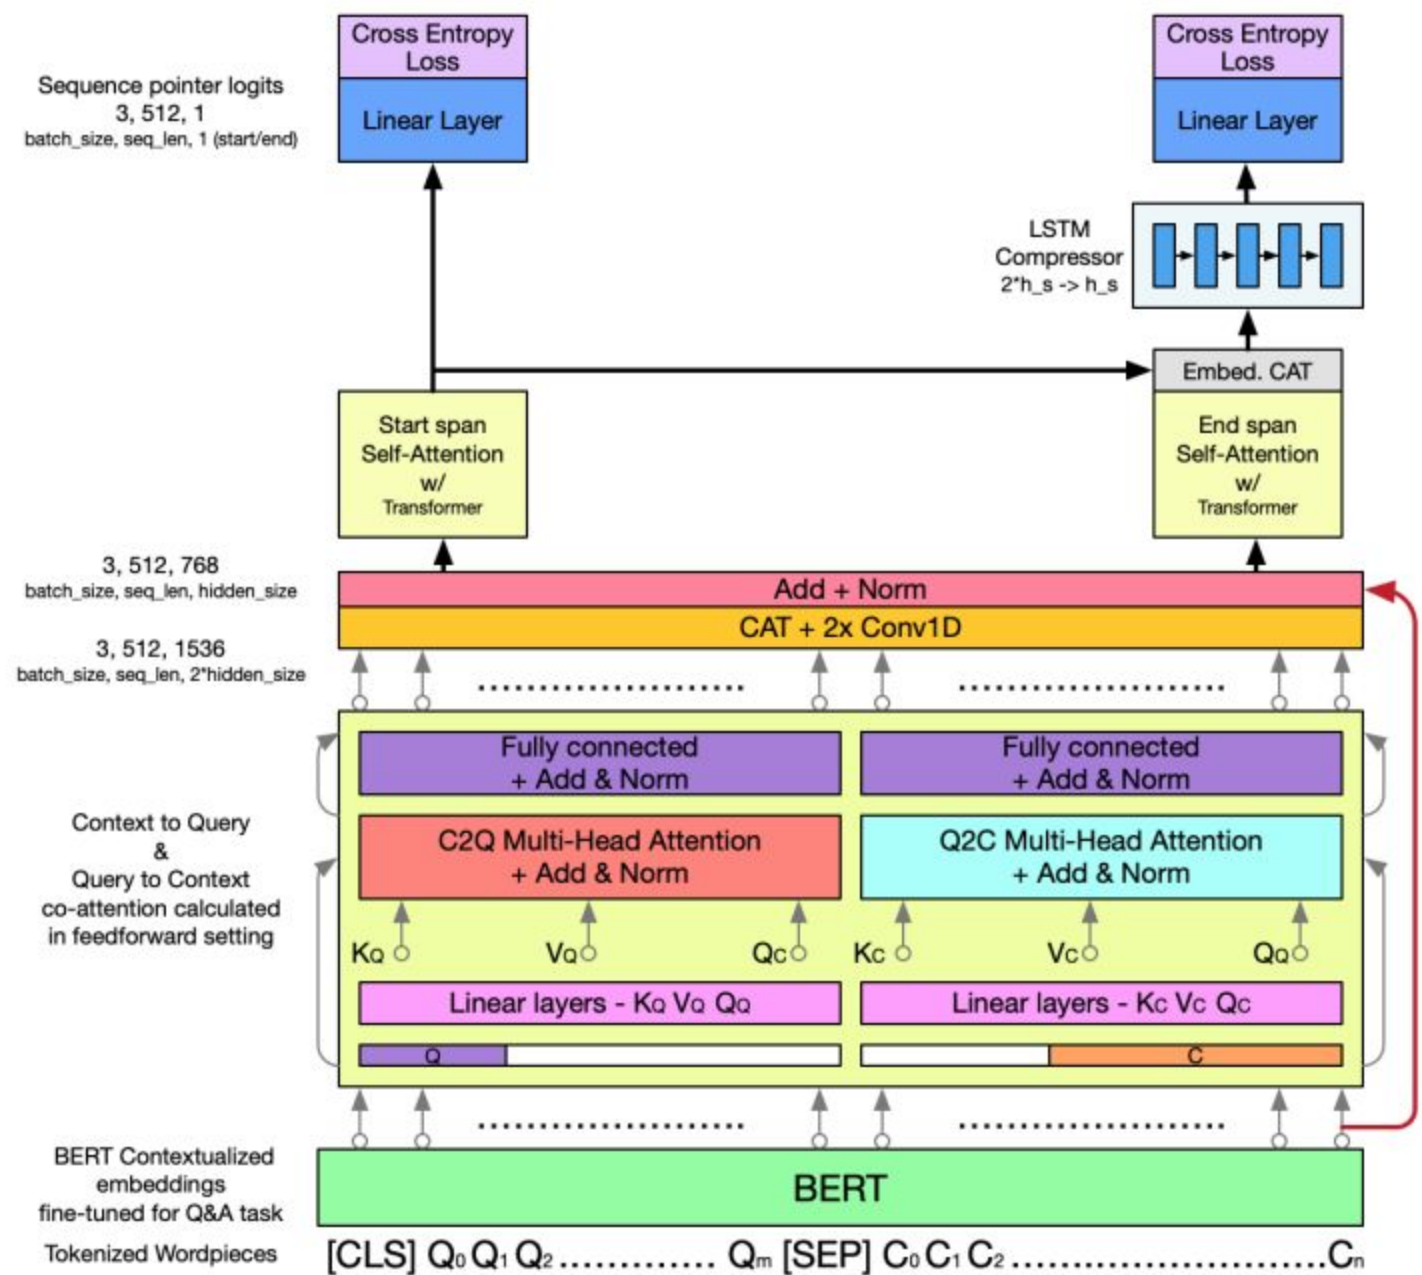 Cross Entropy
Loss
Linear Layer
Cross Entropy
Loss
Linear Layer
Sequence pointer logits
3, 512, 1
batch_size, seq_len, 1 (start/end)
LSTM
Compressor
2*h_s -> h_s
Embed. CAT
Start span
Self-Attention
w/
Transformer
End span
Self-Attention
w/
Transformer
3, 512, 768
batch_size, seq_len, hidden_size
Add + Norm
CAT + 2x Conv1D
3, 512, 1536
batch_size, seq_len, 2*hidden_size
Fully connected
+ Add & Norm
Fully connected
+ Add & Norm
Context to Query
&
Query to Context
co-attention calculated
in feedforward setting
C2Q Multi-Head Attention
+ Add & Norm
Q2C Multi-Head Attention
+ Add & Norm
KQ VQ QC KC VC QQ
Linear layers - KQ VQ QQ
Linear layers - KC VC QC
Q
C
BERT Contextualized
embeddings
fine-tuned for Q&A task
BERT
Tokenized Wordpieces
[CLS] Q0 Q1 Q2 ............. Qm [SEP] C0 C1 C2 ........................... Cn